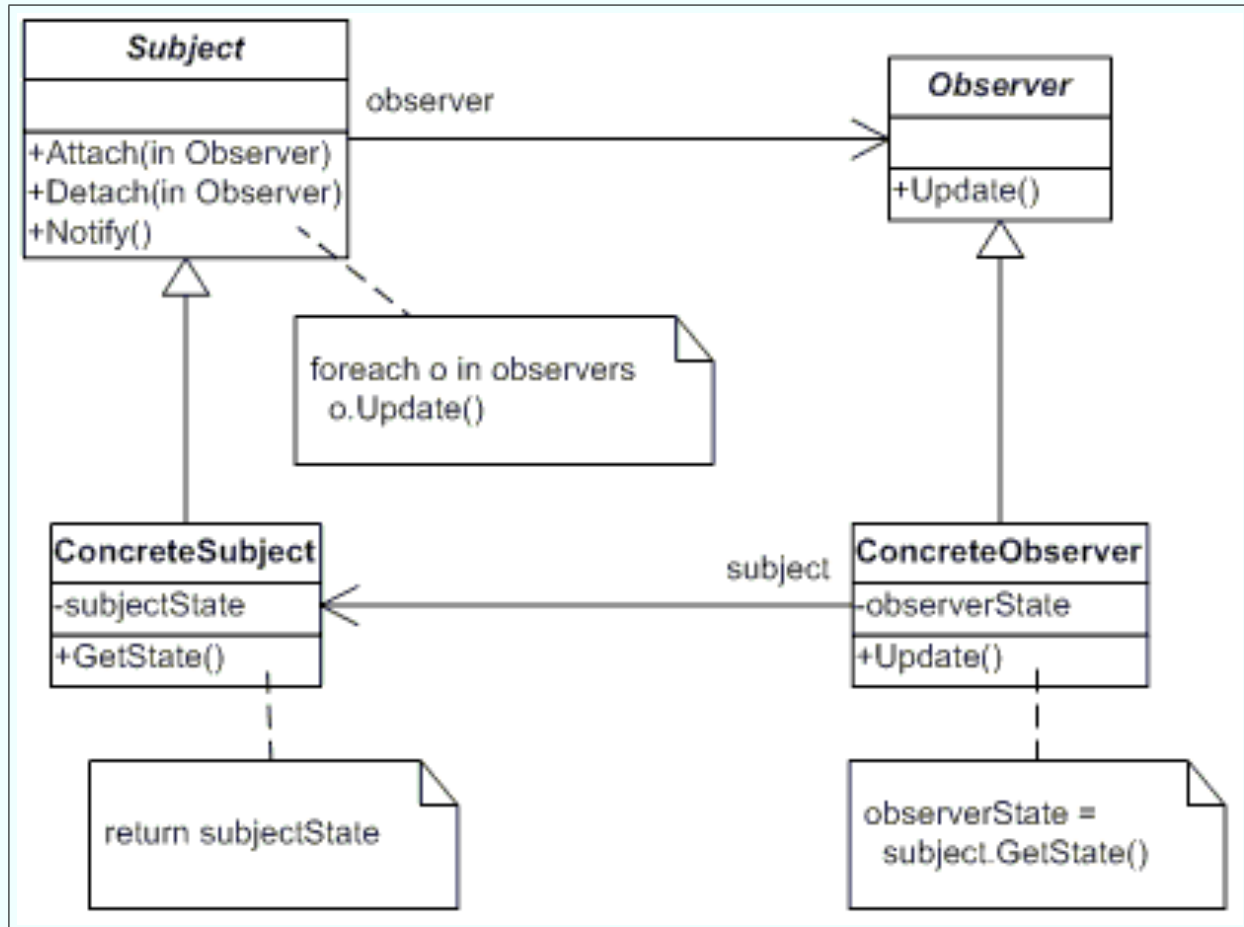 Subject
+Attach(in Observer)
+Detach(in Observer)
+Notify()
observer
Observer
+Update()
foreach o in observers
o.Update()
ConcreteSubject
-subjectState
+GetState()
subject
ConcreteObserver
-observerState
+Update()
return subjectState
observerState =
subject.GetState()